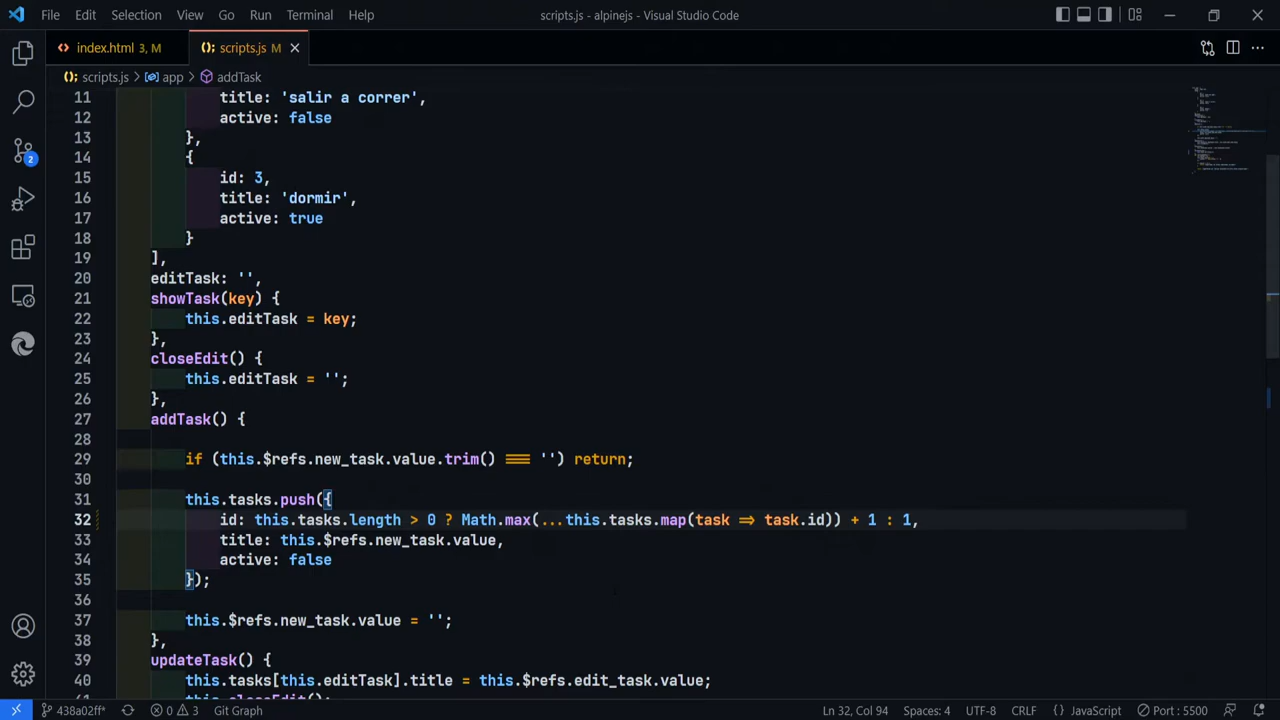 File Edit Selection View Go Run Terminal Help scripts.js - alpinejs - Visual Studio Code
index.html 3, M scripts.js M
scripts.js > app > addTask
11 title: 'salir a correr',
12 active: false
13 },
14 {
15 id: 3,
16 title: 'dormir',
17 active: true
18 }
19 ],
20 editTask: '',
21 showTask(key) {
22 this.editTask = key;
23 },
24 closeEdit() {
25 this.editTask = '';
26 },
27 addTask() {
28
29 if (this.$refs.new_task.value.trim() === '') return;
30
31 this.tasks.push({
32 id: this.tasks.length > 0 ? Math.max(...this.tasks.map(task => task.id)) + 1 : 1,
33 title: this.$refs.new_task.value,
34 active: false
35 });
36
37 this.$refs.new_task.value = '';
38 },
39 updateTask() {
40 this.tasks[this.editTask].title = this.$refs.edit_task.value;
41 this.closeEdit();
2
438a02ff* 0 3 Git Graph Ln 32, Col 94 Spaces: 4 UTF-8 CRLF {} JavaScript Port : 5500